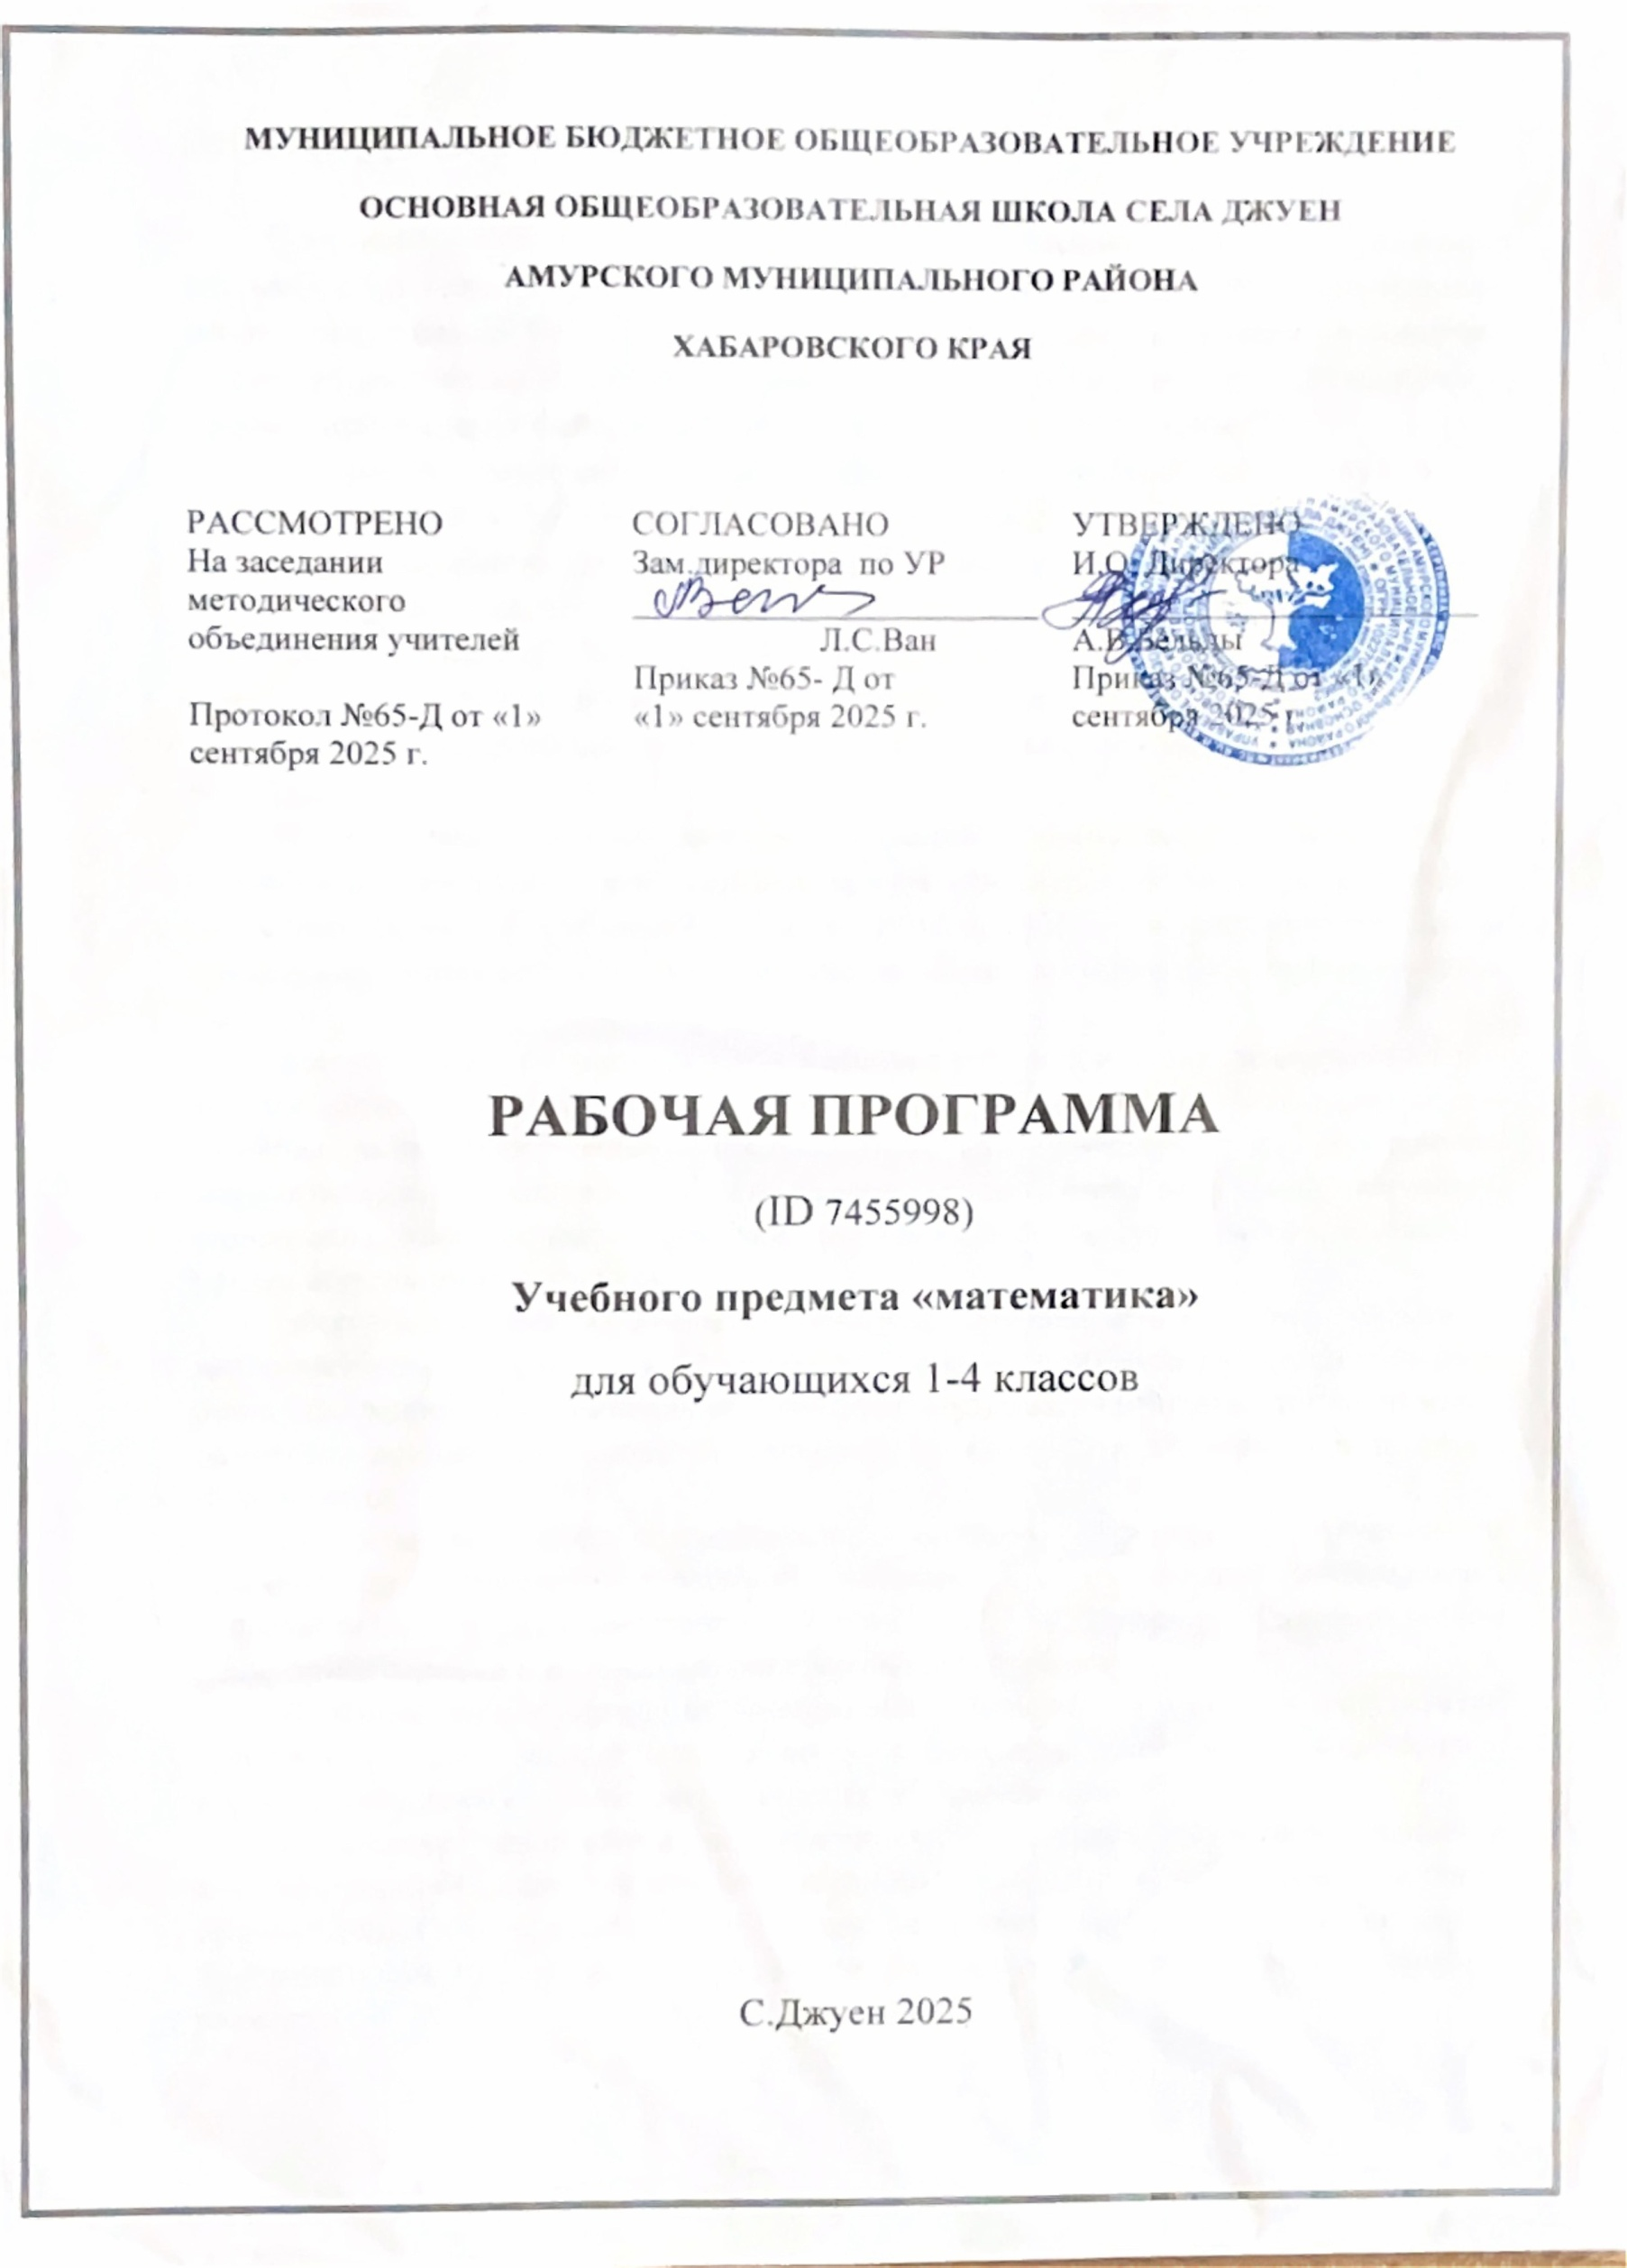 МУНИЦИПАЛЬНОЕ БЮДЖЕТНОЕ ОБЩЕОБРАЗОВАТЕЛЬНОЕ УЧРЕЖДЕНИЕ
ОСНОВНАЯ ОБЩЕОБРАЗОВАТЕЛЬНАЯ ШКОЛА СЕЛА ДЖУЕН
АМУРСКОГО МУНИЦИПАЛЬНОГО РАЙОНА
ХАБАРОВСКОГО КРАЯ
РАССМОТРЕНО
На заседании
методического
объединения учителей
Протокол №65-Д от «1»
сентября 2025 г.
СОГЛАСОВАНО
Зам.директора по УР
Л.С.Ван
Приказ №65- Д от
«1» сентября 2025 г.
УТВЕРЖДЕНО
И.О. Директора
А.В.Бельды
Приказ №65-Д от «1»
сентября 2025 г.
РАБОЧАЯ ПРОГРАММА
(ID 7455998)
Учебного предмета «математика»
для обучающихся 1-4 классов
С.Джуен 2025